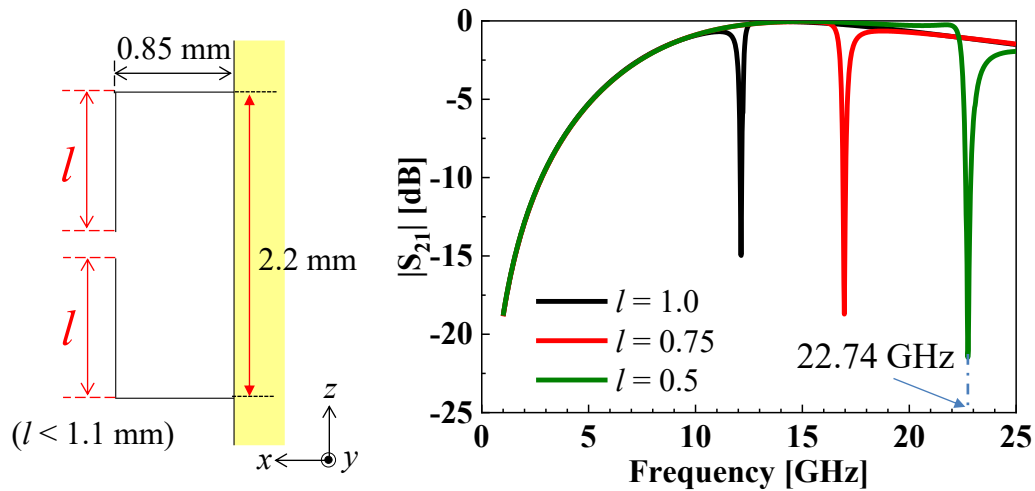 0.85 mm
l
l
2.2 mm
(l < 1.1 mm)
z
x
y
|S21| [dB]
0
-5
-10
-15
-20
-25
l = 1.0
l = 0.75
l = 0.5
22.74 GHz
0 5 10 15 20 25
Frequency [GHz]